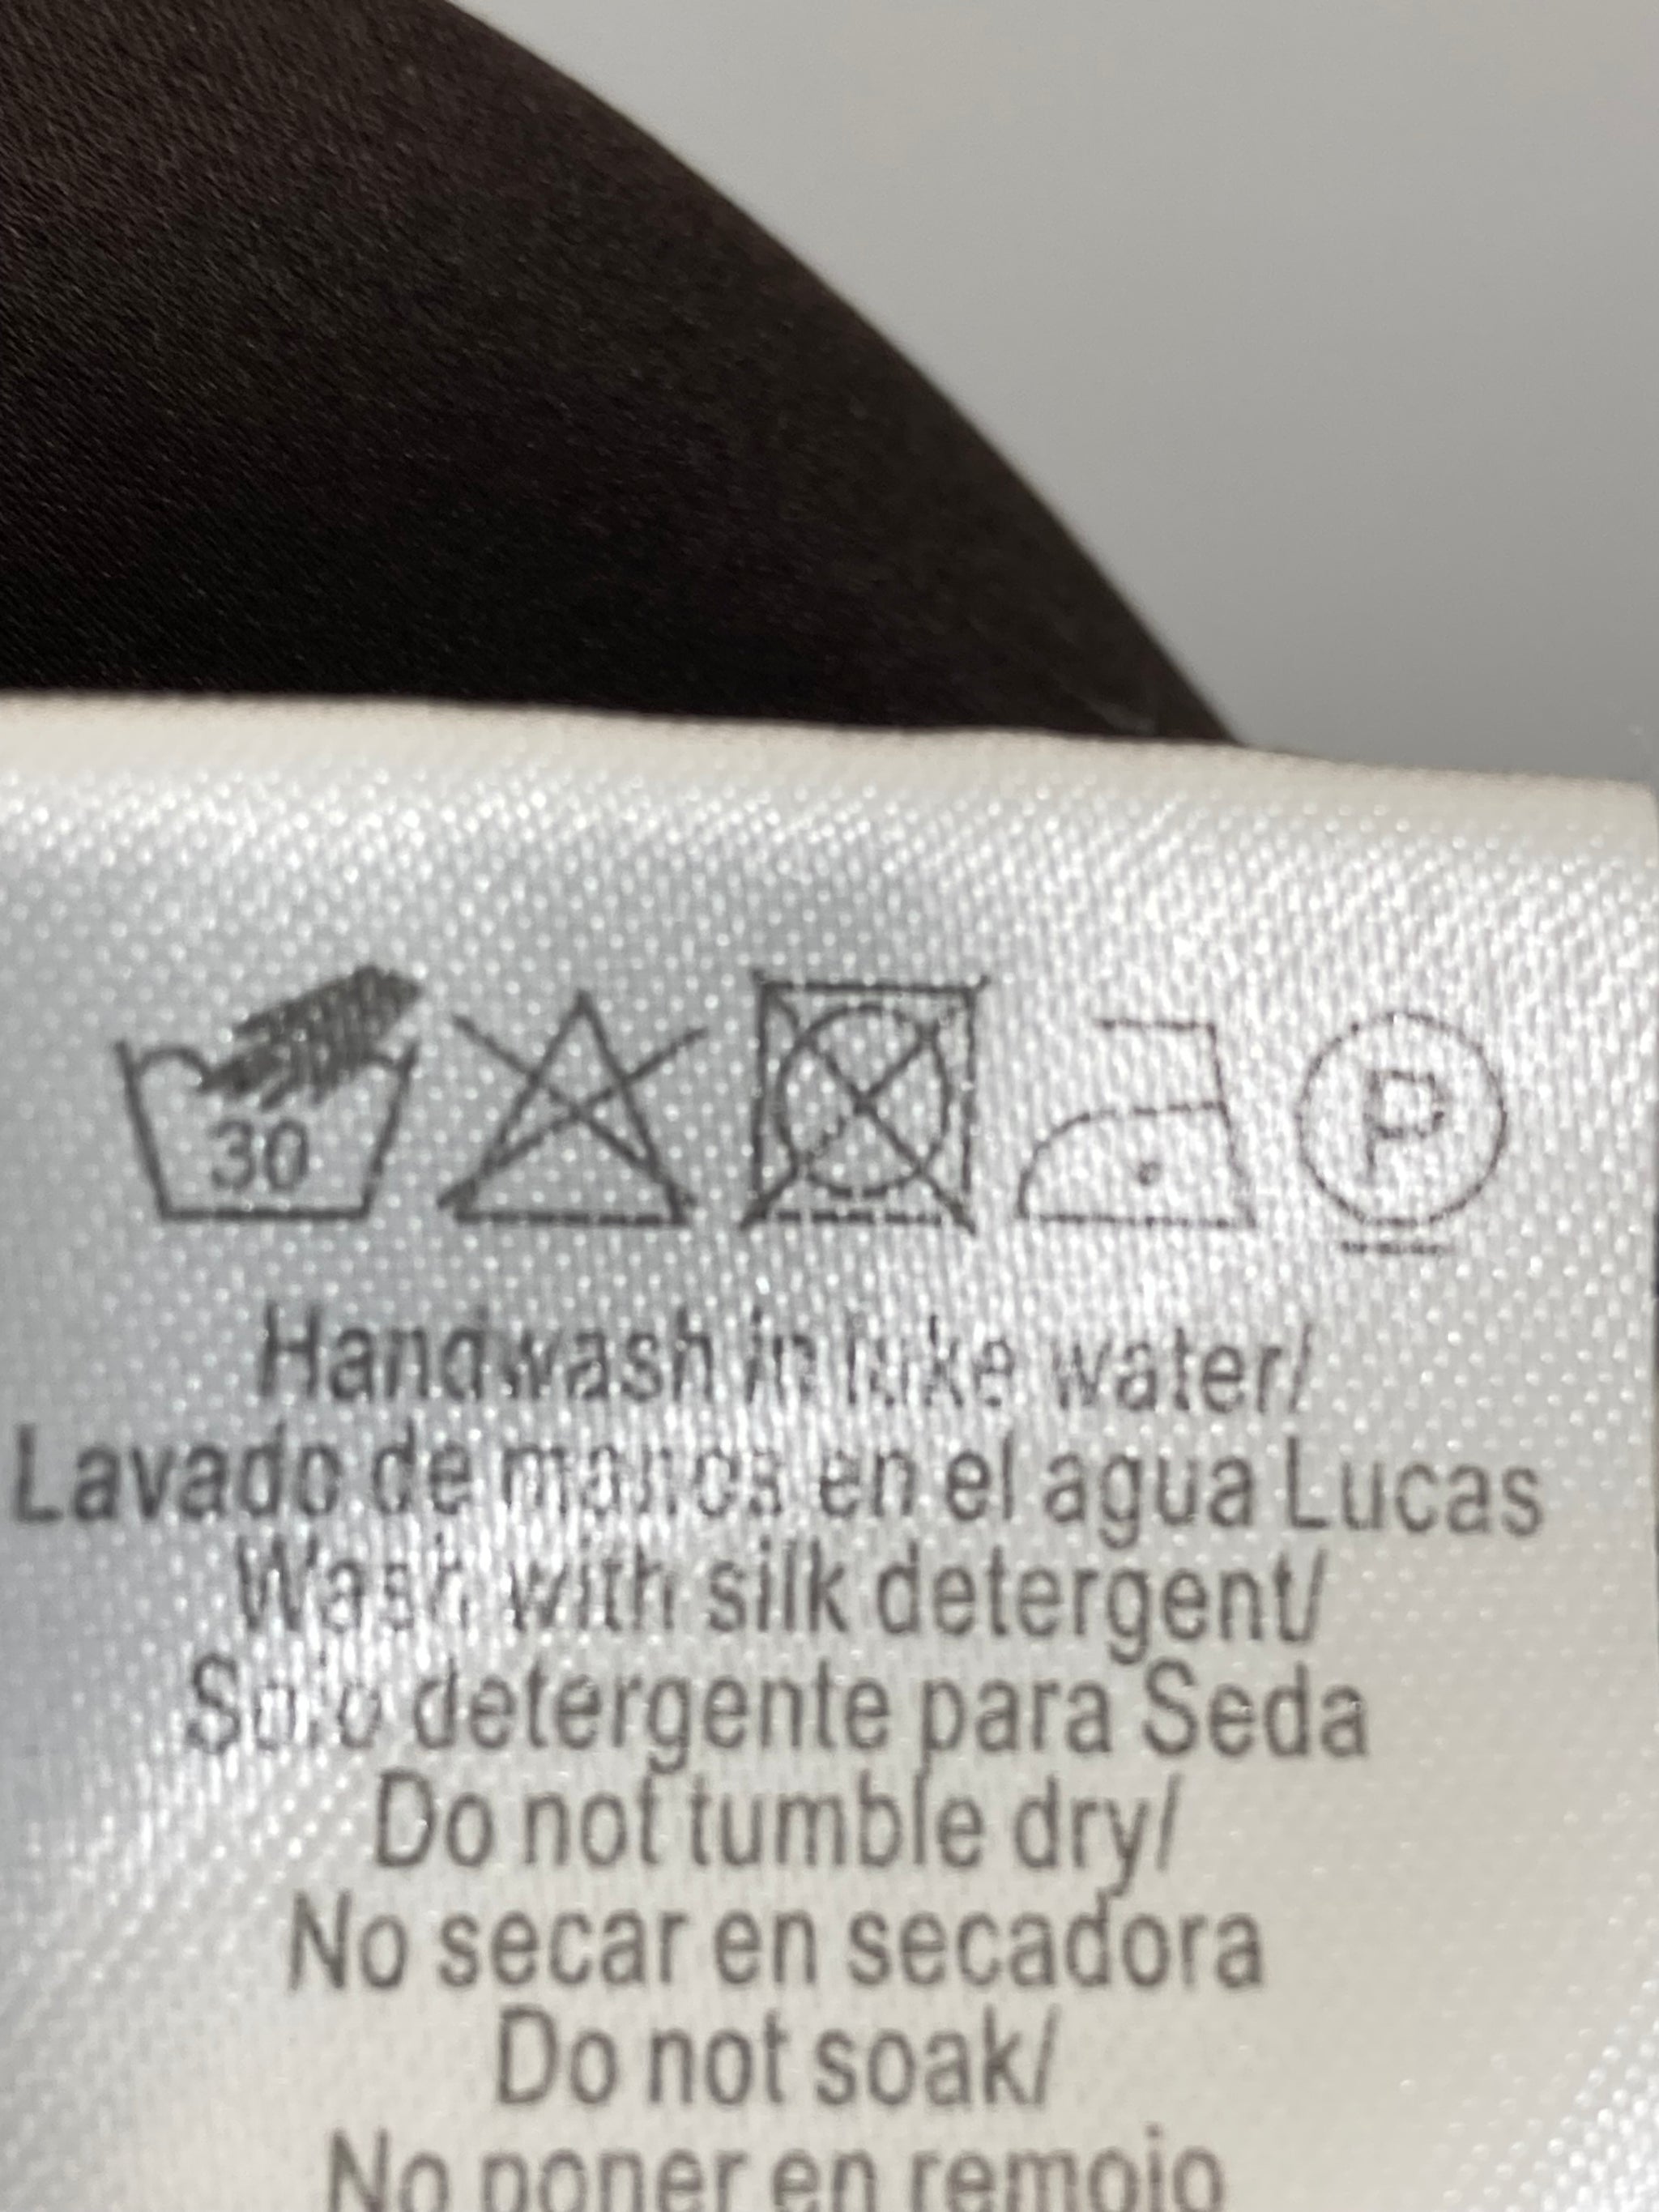 30 P
Handwash in luke water/
Lavado de manos en el agua Lucas
Wash with silk detergent/
Solo detergente para Seda
Do not tumble dry/
No secar en secadora
Do not soak/
No poner en remojo